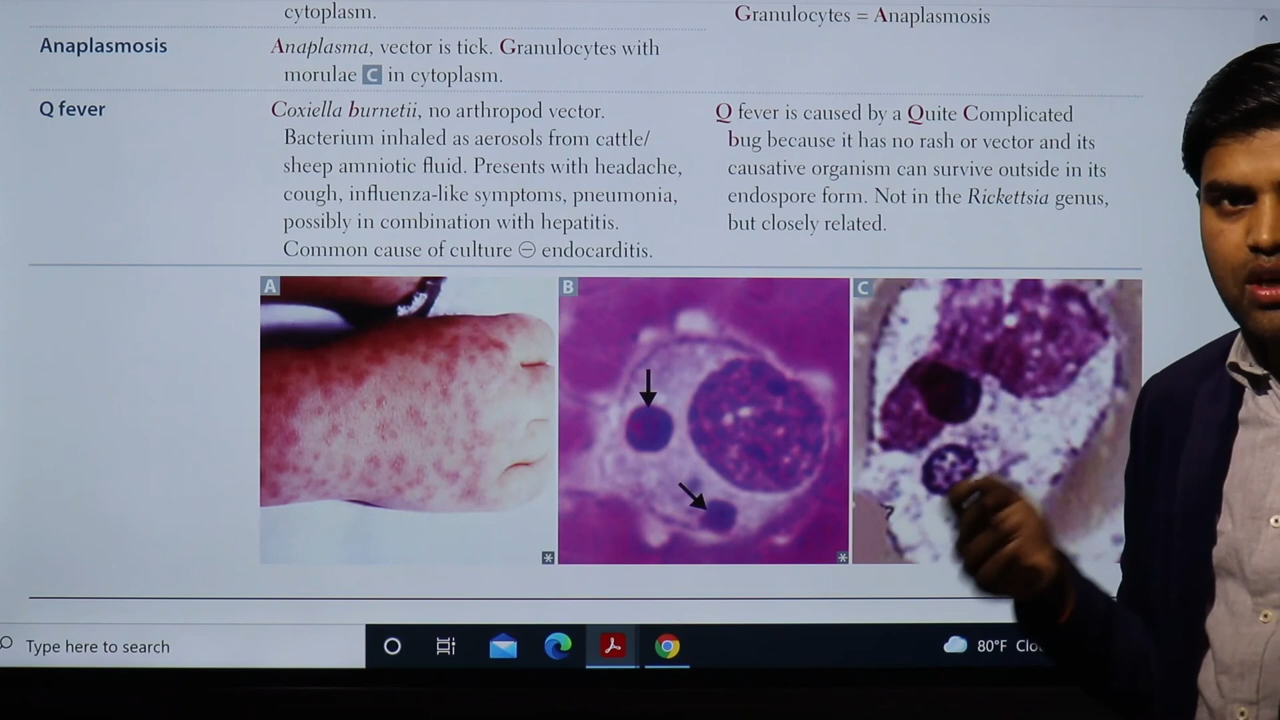 cytoplasm.
Granulocytes = Anaplasmosis
Anaplasmosis
Anaplasma, vector is tick. Granulocytes with
morulae C in cytoplasm.
Q fever
Coxiella burnetii, no arthropod vector.
Bacterium inhaled as aerosols from cattle/
sheep amniotic fluid. Presents with headache,
cough, influenza-like symptoms, pneumonia,
possibly in combination with hepatitis.
Common cause of culture ⊖ endocarditis.
Q fever is caused by a Quite Complicated
bug because it has no rash or vector and its
causative organism can survive outside in its
endospore form. Not in the Rickettsia genus,
but closely related.
A
B
C
Type here to search
80°F Clo